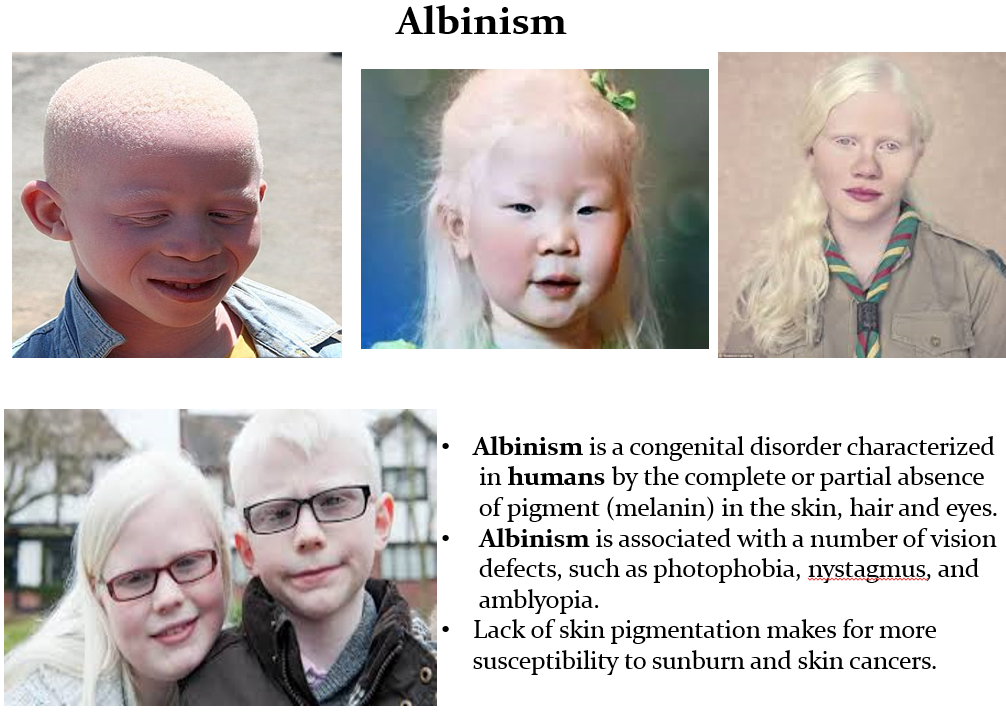 Albinism
• Albinism is a congenital disorder characterized
in humans by the complete or partial absence
of pigment (melanin) in the skin, hair and eyes.
• Albinism is associated with a number of vision
defects, such as photophobia, nystagmus, and
amblyopia.
• Lack of skin pigmentation makes for more
susceptibility to sunburn and skin cancers.